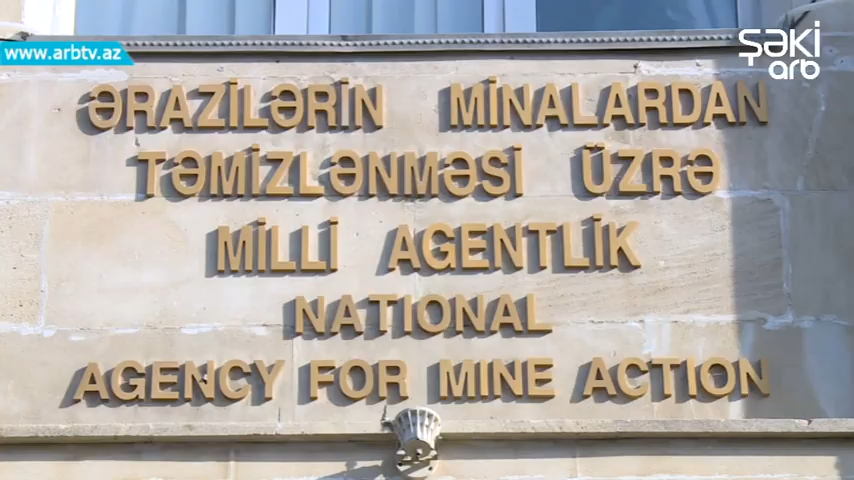 www.arbtv.az
ŞƏKİ
arb
ƏRAZİLƏRİN MİNALARDAN
TƏMİZLƏNMƏSİ ÜZRƏ
MİLLİ AGENTLİK
NATIONAL
AGENCY FOR MINE ACTION